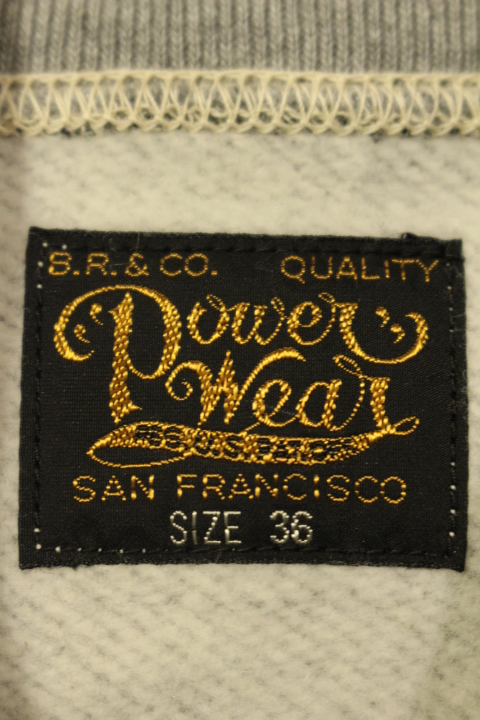 B.R. & CO. QUALITY
Power
Wear
SAN FRANCISCO
SIZE 36